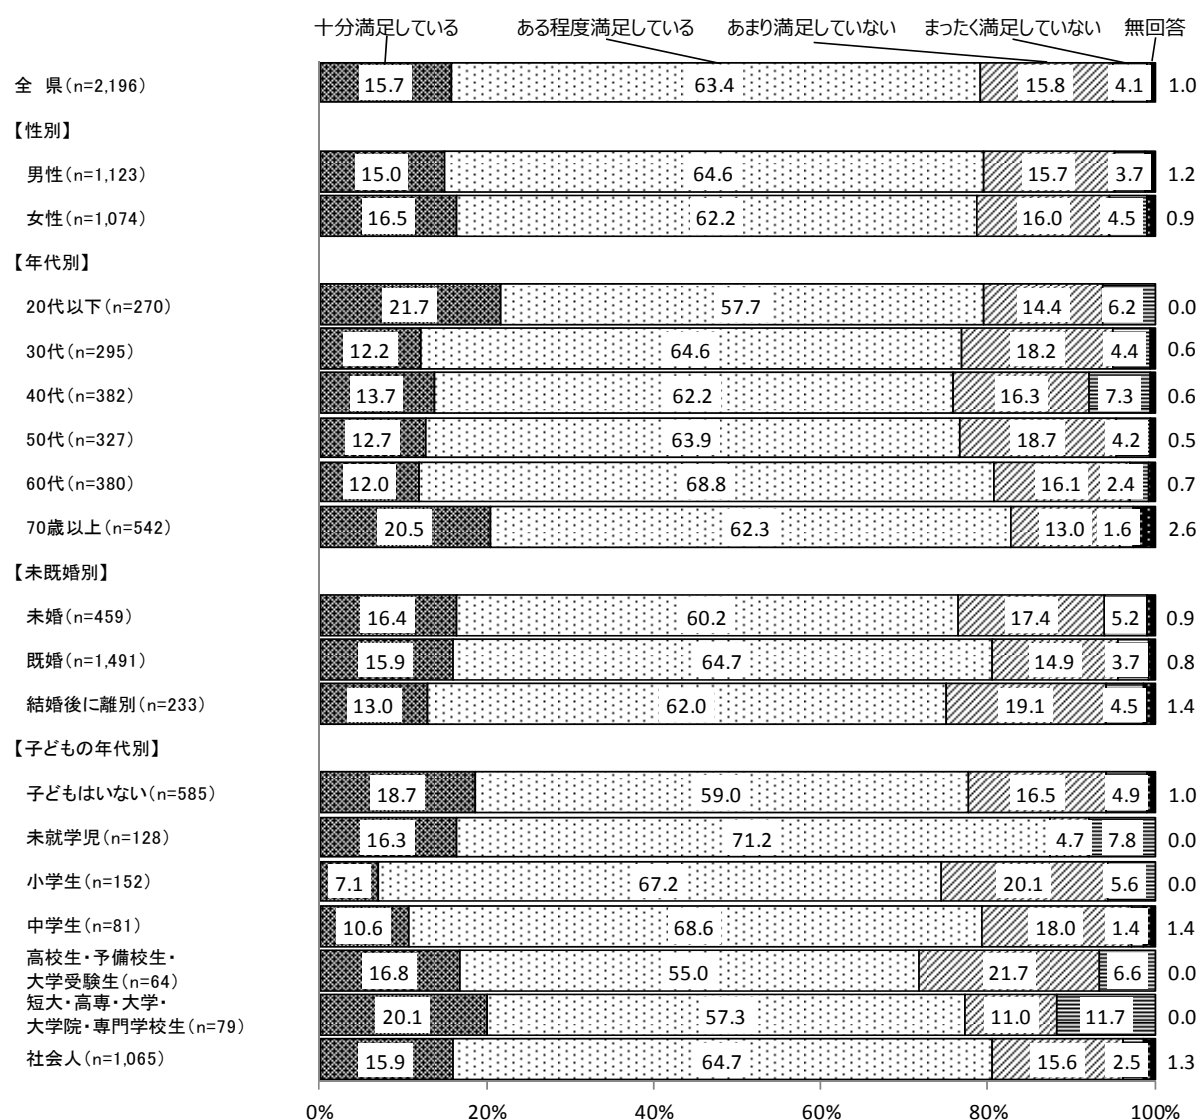 十分満足している ある程度満足している あまり満足していない まったく満足していない 無回答
全 県(n=2,196) 15.7 63.4 15.8 4.1 1.0
【性別】
男性(n=1,123) 15.0 64.6 15.7 3.7 1.2
女性(n=1,074) 16.5 62.2 16.0 4.5 0.9
【年代別】
20代以下(n=270) 21.7 57.7 14.4 6.2 0.0
30代(n=295) 12.2 64.6 18.2 4.4 0.6
40代(n=382) 13.7 62.2 16.3 7.3 0.6
50代(n=327) 12.7 63.9 18.7 4.2 0.5
60代(n=380) 12.0 68.8 16.1 2.4 0.7
70歳以上(n=542) 20.5 62.3 13.0 1.6 2.6
【未既婚別】
未婚(n=459) 16.4 60.2 17.4 5.2 0.9
既婚(n=1,491) 15.9 64.7 14.9 3.7 0.8
結婚後に離別(n=233) 13.0 62.0 19.1 4.5 1.4
【子どもの年代別】
子どもはいない(n=585) 18.7 59.0 16.5 4.9 1.0
未就学児(n=128) 16.3 71.2 4.7 7.8 0.0
小学生(n=152) 7.1 67.2 20.1 5.6 0.0
中学生(n=81) 10.6 68.6 18.0 1.4 1.4
高校生・予備校生・
大学受験生(n=64) 16.8 55.0 21.7 6.6 0.0
短大・高専・大学・
大学院・専門学校生(n=79) 20.1 57.3 11.0 11.7 0.0
社会人(n=1,065) 15.9 64.7 15.6 2.5 1.3
0% 20% 40% 60% 80% 100%